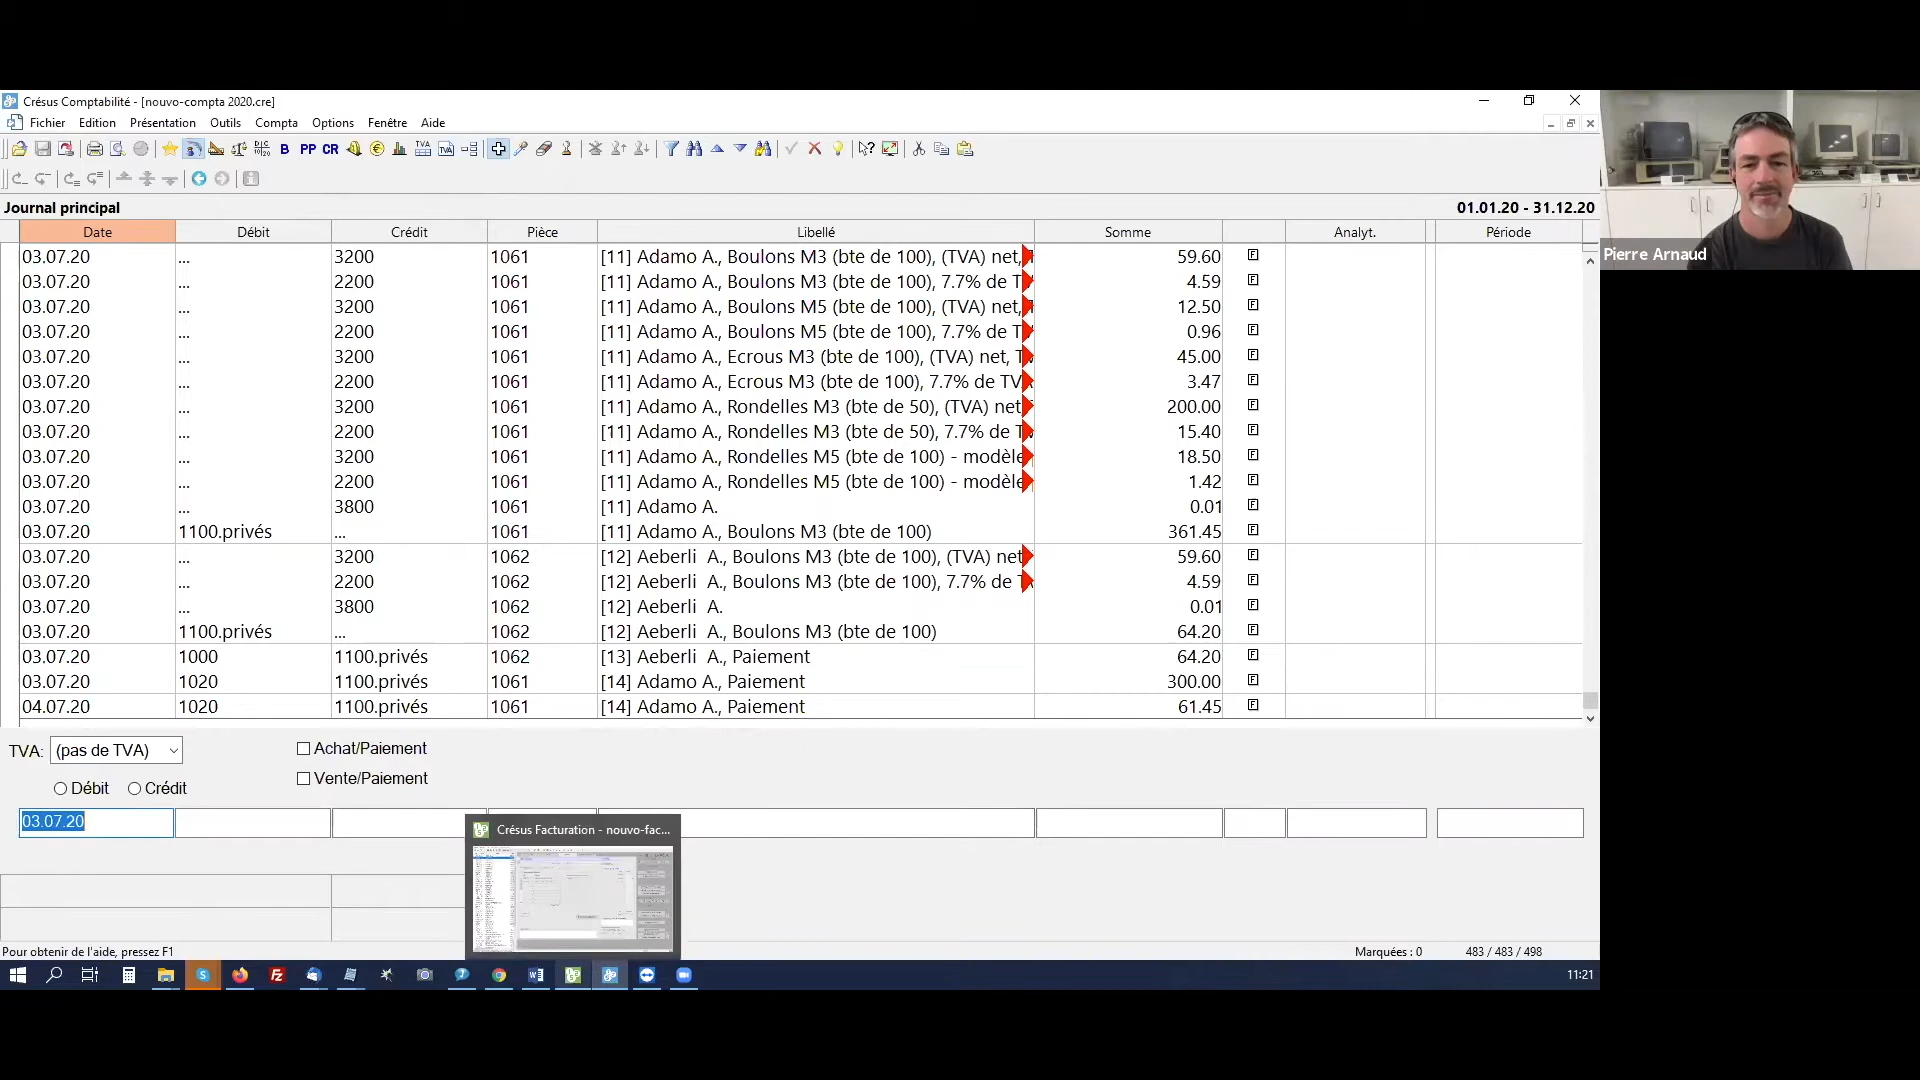 Crésus Comptabilité - [nouvo-compta 2020.cre]
Fichier Edition Présentation Outils Compta Options Fenêtre Aide
B PP CR
Journal principal 01.01.20 - 31.12.20
Date Débit Crédit Pièce Libellé Somme Analyt. Période
03.07.20 ... 3200 1061 [11] Adamo A., Boulons M3 (bte de 100), (TVA) net, 59.60 F
03.07.20 ... 2200 1061 [11] Adamo A., Boulons M3 (bte de 100), 7.7% de T 4.59 F
03.07.20 ... 3200 1061 [11] Adamo A., Boulons M5 (bte de 100), (TVA) net, 12.50 F
03.07.20 ... 2200 1061 [11] Adamo A., Boulons M5 (bte de 100), 7.7% de T 0.96 F
03.07.20 ... 3200 1061 [11] Adamo A., Ecrous M3 (bte de 100), (TVA) net, T 45.00 F
03.07.20 ... 2200 1061 [11] Adamo A., Ecrous M3 (bte de 100), 7.7% de TV 3.47 F
03.07.20 ... 3200 1061 [11] Adamo A., Rondelles M3 (bte de 50), (TVA) net 200.00 F
03.07.20 ... 2200 1061 [11] Adamo A., Rondelles M3 (bte de 50), 7.7% de T 15.40 F
03.07.20 ... 3200 1061 [11] Adamo A., Rondelles M5 (bte de 100) - modèle 18.50 F
03.07.20 ... 2200 1061 [11] Adamo A., Rondelles M5 (bte de 100) - modèle 1.42 F
03.07.20 ... 3800 1061 [11] Adamo A. 0.01 F
03.07.20 1100.privés ... 1061 [11] Adamo A., Boulons M3 (bte de 100) 361.45 F
03.07.20 ... 3200 1062 [12] Aeberli A., Boulons M3 (bte de 100), (TVA) net 59.60 F
03.07.20 ... 2200 1062 [12] Aeberli A., Boulons M3 (bte de 100), 7.7% de 4.59 F
03.07.20 ... 3800 1062 [12] Aeberli A. 0.01 F
03.07.20 1100.privés ... 1062 [12] Aeberli A., Boulons M3 (bte de 100) 64.20 F
03.07.20 1000 1100.privés 1062 [13] Aeberli A., Paiement 64.20 F
03.07.20 1020 1100.privés 1061 [14] Adamo A., Paiement 300.00 F
04.07.20 1020 1100.privés 1061 [14] Adamo A., Paiement 61.45 F
TVA: (pas de TVA) Achat/Paiement
Vente/Paiement
Débit Crédit
03.07.20
Crésus Facturation - nouvo-fac...
Pour obtenir de l'aide, pressez F1 Marquées : 0 483 / 483 / 498
11:21
Pierre Arnaud